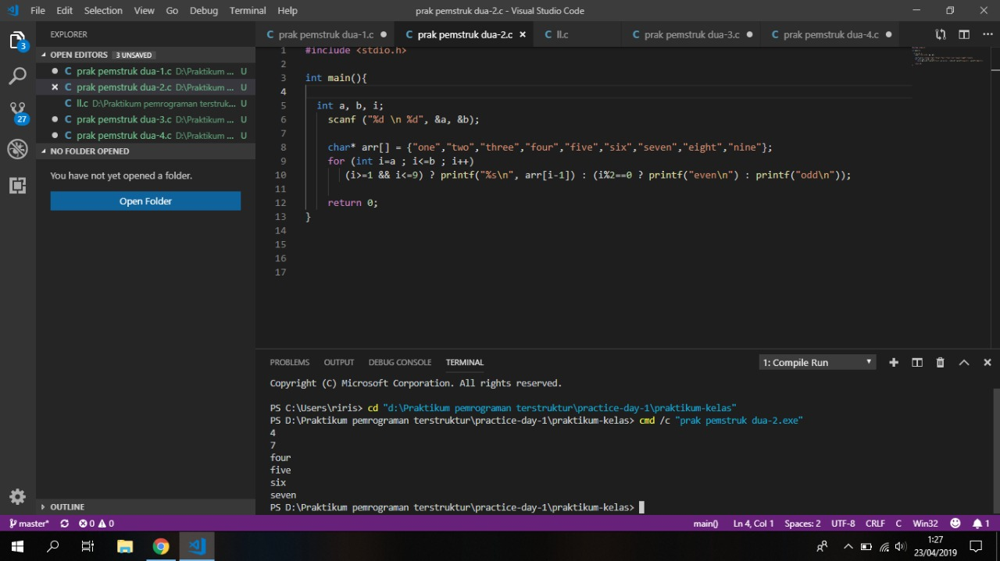 File Edit Selection View Go Debug Terminal Help prak pemstruk dua-2.c - Visual Studio Code
EXPLORER
OPEN EDITORS 3 UNSAVED
prak pemstruk dua-1.c D:\Praktikum ... U
prak pemstruk dua-2.c D:\Praktikum ... U
ll.c D:\Praktikum pemrograman terstruk... U
prak pemstruk dua-3.c D:\Praktikum ... U
prak pemstruk dua-4.c D:\Praktikum ... U
NO FOLDER OPENED
You have not yet opened a folder.
Open Folder
OUTLINE
3
27
C prak pemstruk dua-1.c C prak pemstruk dua-2.c C ll.c C prak pemstruk dua-3.c C prak pemstruk dua-4.c
1 #include <stdio.h>
2
3 int main(){
4
5 int a, b, i;
6 scanf ("%d \n %d", &a, &b);
7
8 char* arr[] = {"one","two","three","four","five","six","seven","eight","nine"};
9 for (int i=a ; i<=b ; i++)
10 (i>=1 && i<=9) ? printf("%s\n", arr[i-1]) : (i%2==0 ? printf("even\n") : printf("odd\n"));
11
12 return 0;
13 }
14
15
16
17
PROBLEMS OUTPUT DEBUG CONSOLE TERMINAL 1: Compile Run
Copyright (C) Microsoft Corporation. All rights reserved.
PS C:\Users\riris> cd "d:\Praktikum pemrograman terstruktur\practice-day-1\praktikum-kelas"
PS D:\Praktikum pemrograman terstruktur\practice-day-1\praktikum-kelas> cmd /c "prak pemstruk dua-2.exe"
4
7
four
five
six
seven
PS D:\Praktikum pemrograman terstruktur\practice-day-1\praktikum-kelas>
master* 0 0 main() Ln 4, Col 1 Spaces: 2 UTF-8 CRLF C Win32 1
1:27
23/04/2019